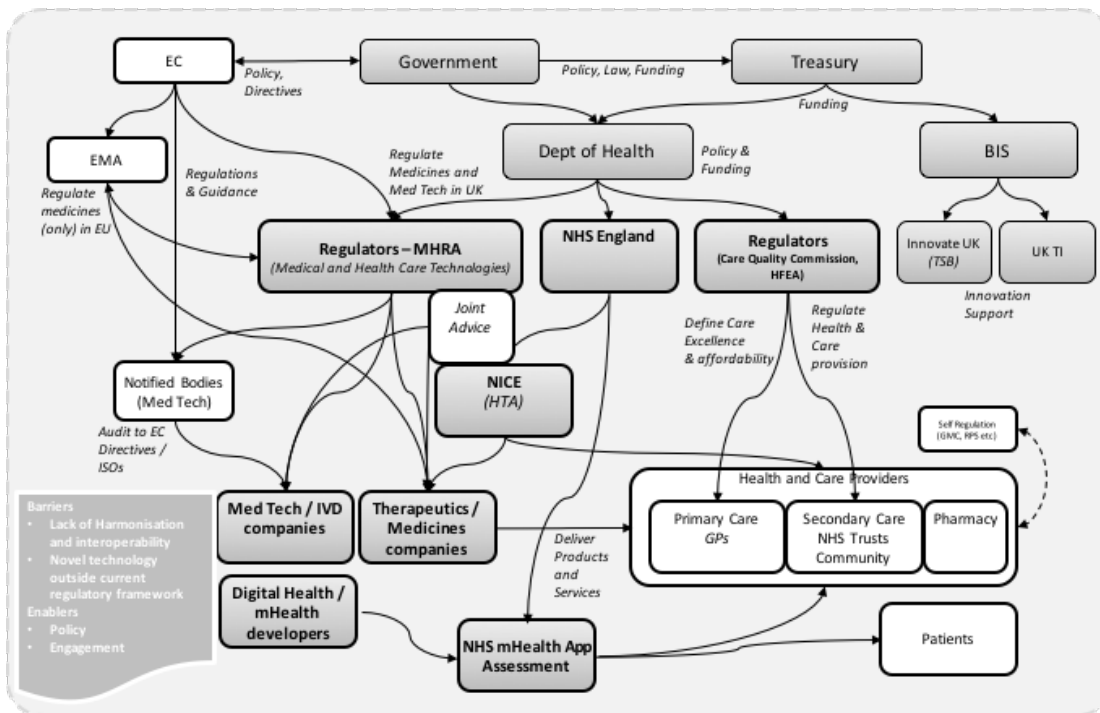 EC
Government
Treasury
Policy,
Directives
Policy, Law, Funding
Funding
Dept of Health
BIS
EMA
Regulations
& Guidance
Regulate
Medicines and
Med Tech in UK
Policy &
Funding
Regulate
medicines
(only) in EU
Regulators – MHRA
(Medical and Health Care Technologies)
NHS England
Regulators
(Care Quality Commission,
HFEA)
Innovate UK
(TSB)
UK TI
Innovation
Support
Joint
Advice
Define Care
Excellence
& affordability
Regulate
Health &
Care
provision
Notified Bodies
(Med Tech)
NICE
(HTA)
Audit to EC
Directives /
ISOs
Self Regulation
(GMC, RPS etc)
Health and Care Providers
Med Tech / IVD
companies
Therapeutics /
Medicines
companies
Primary Care
GPs
Secondary Care
NHS Trusts
Community
Pharmacy
Deliver
Products
and
Services
Barriers
• Lack of Harmonisation
and interoperability
• Novel technology
outside current
regulatory framework
Enablers
• Policy
• Engagement
Digital Health /
mHealth
developers
NHS mHealth App
Assessment
Patients